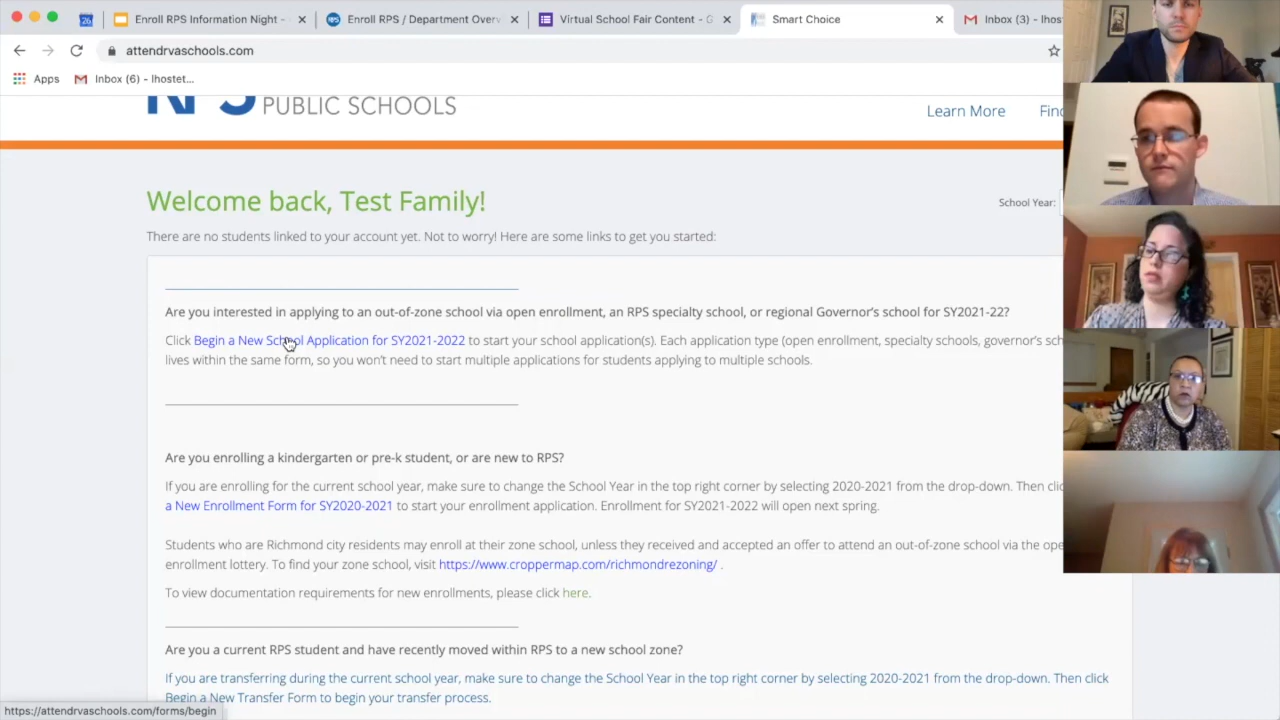 26
Enroll RPS Information Night -
Enroll RPS / Department Overv
Virtual School Fair Content - G
Smart Choice
Inbox (3) - lhos
attendrvaschools.com
Apps
Inbox (6) - lhostet...
RPS PUBLIC SCHOOLS
Learn More
Find
Welcome back, Test Family!
School Year:
There are no students linked to your account yet. Not to worry! Here are some links to get you started:
Are you interested in applying to an out-of-zone school via open enrollment, an RPS specialty school, or regional Governor's school for SY2021-22?
Click Begin a New School Application for SY2021-2022 to start your school application(s). Each application type (open enrollment, specialty schools, governor's sch
lives within the same form, so you won't need to start multiple applications for students applying to multiple schools.
Are you enrolling a kindergarten or pre-k student, or are new to RPS?
If you are enrolling for the current school year, make sure to change the School Year in the top right corner by selecting 2020-2021 from the drop-down. Then clic
a New Enrollment Form for SY2020-2021 to start your enrollment application. Enrollment for SY2021-2022 will open next spring.
Students who are Richmond city residents may enroll at their zone school, unless they received and accepted an offer to attend an out-of-zone school via the ope
enrollment lottery. To find your zone school, visit https://www.croppermap.com/richmondrezoning/ .
To view documentation requirements for new enrollments, please click here.
Are you a current RPS student and have recently moved within RPS to a new school zone?
If you are transferring during the current school year, make sure to change the School Year in the top right corner by selecting 2020-2021 from the drop-down. Then click
Begin a New Transfer Form to begin your transfer process.
https://attendrvaschools.com/forms/begin